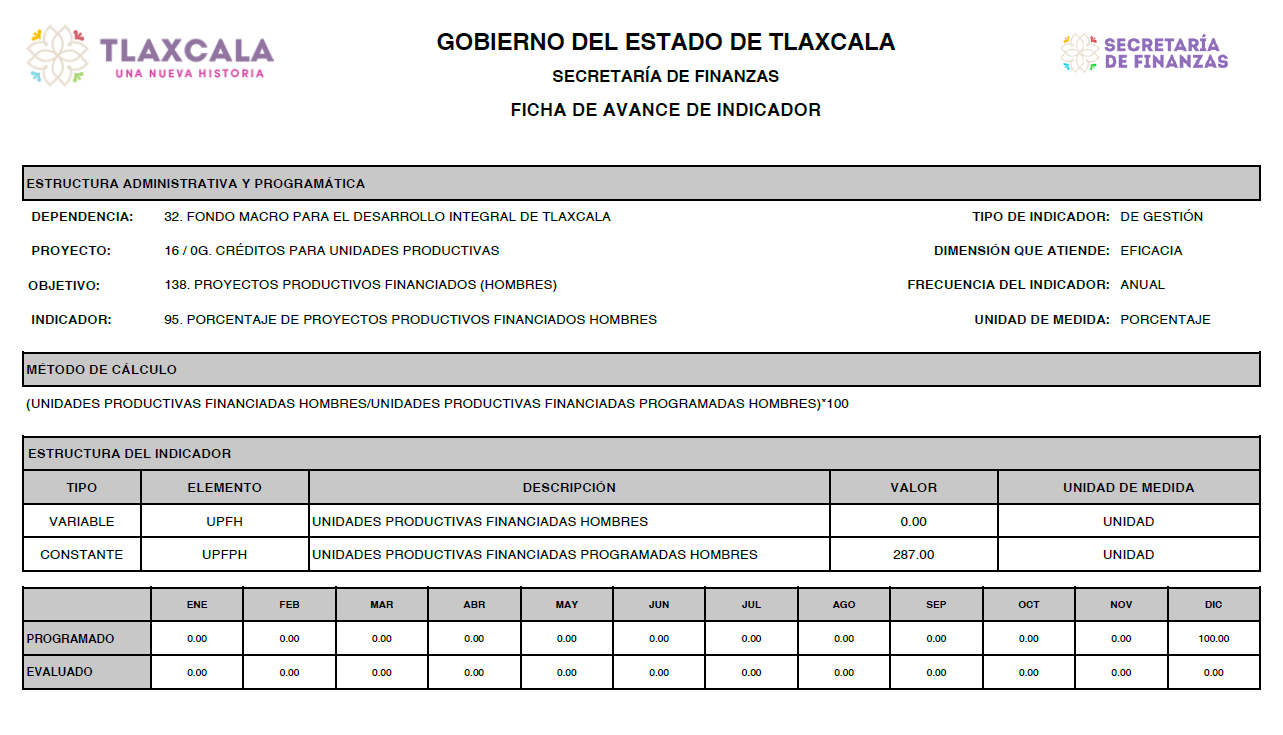 TLAXCALA
UNA NUEVA HISTORIA
GOBIERNO DEL ESTADO DE TLAXCALA
SECRETARÍA DE FINANZAS
FICHA DE AVANCE DE INDICADOR
SECRETARÍA
DE FINANZAS
ESTRUCTURA ADMINISTRATIVA Y PROGRAMÁTICA
DEPENDENCIA: 32. FONDO MACRO PARA EL DESARROLLO INTEGRAL DE TLAXCALA TIPO DE INDICADOR: DE GESTIÓN
PROYECTO: 16 / 0G. CRÉDITOS PARA UNIDADES PRODUCTIVAS DIMENSIÓN QUE ATIENDE: EFICACIA
OBJETIVO: 138. PROYECTOS PRODUCTIVOS FINANCIADOS (HOMBRES) FRECUENCIA DEL INDICADOR: ANUAL
INDICADOR: 95. PORCENTAJE DE PROYECTOS PRODUCTIVOS FINANCIADOS HOMBRES UNIDAD DE MEDIDA: PORCENTAJE
MÉTODO DE CÁLCULO
(UNIDADES PRODUCTIVAS FINANCIADAS HOMBRES/UNIDADES PRODUCTIVAS FINANCIADAS PROGRAMADAS HOMBRES)*100
ESTRUCTURA DEL INDICADOR
TIPO ELEMENTO DESCRIPCIÓN VALOR UNIDAD DE MEDIDA
VARIABLE UPFH UNIDADES PRODUCTIVAS FINANCIADAS HOMBRES 0.00 UNIDAD
CONSTANTE UPFPH UNIDADES PRODUCTIVAS FINANCIADAS PROGRAMADAS HOMBRES 287.00 UNIDAD
ENE FEB MAR ABR MAY JUN JUL AGO SEP OCT NOV DIC
PROGRAMADO 0.00 0.00 0.00 0.00 0.00 0.00 0.00 0.00 0.00 0.00 0.00 100.00
EVALUADO 0.00 0.00 0.00 0.00 0.00 0.00 0.00 0.00 0.00 0.00 0.00 0.00